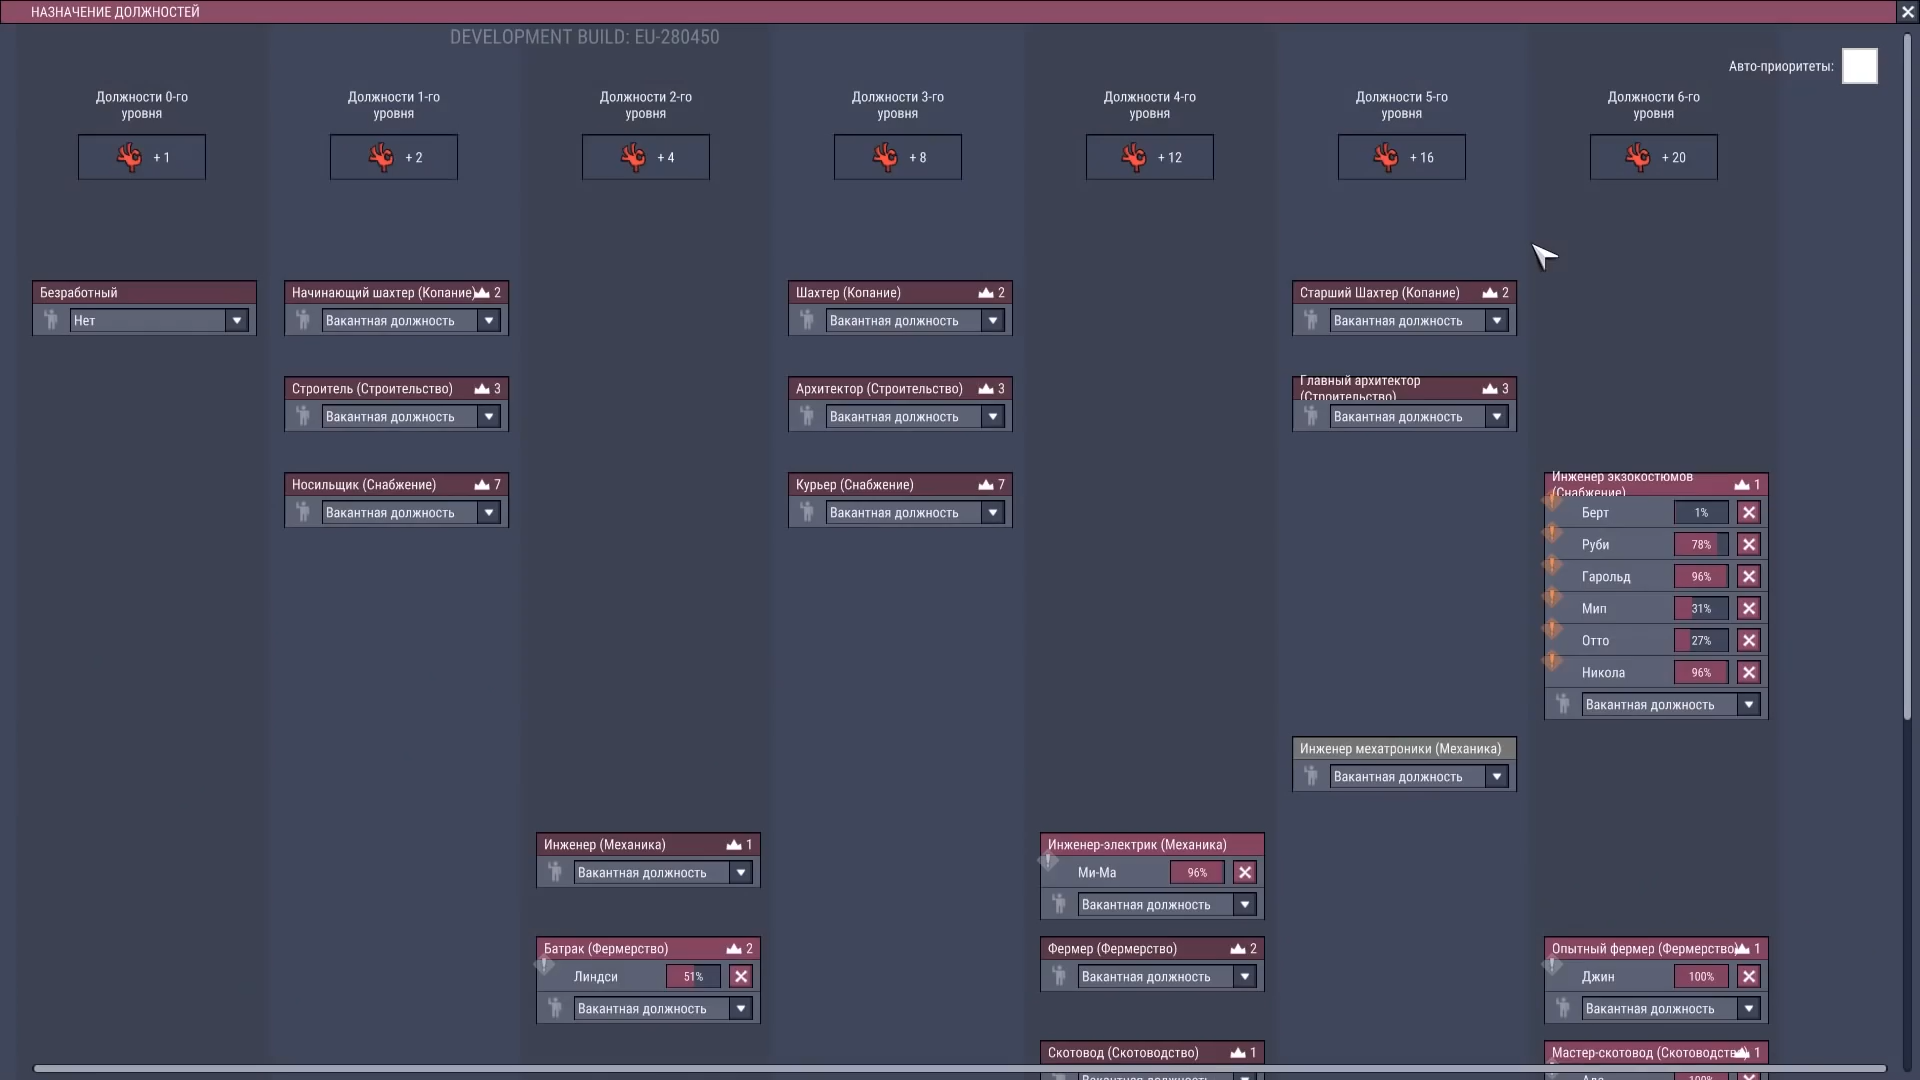 НАЗНАЧЕНИЕ ДОЛЖНОСТЕЙ
DEVELOPMENT BUILD: EU-280450
Авто-приоритеты:
Должности 0-го
уровня
+ 1
Должности 1-го
уровня
+ 2
Должности 2-го
уровня
+ 4
Должности 3-го
уровня
+ 8
Должности 4-го
уровня
+ 12
Должности 5-го
уровня
+ 16
Должности 6-го
уровня
+ 20
Безработный
Нет
Начинающий шахтер (Копание) 2
Вакантная должность
Шахтер (Копание) 2
Вакантная должность
Старший Шахтер (Копание) 2
Вакантная должность
Строитель (Строительство) 3
Вакантная должность
Архитектор (Строительство) 3
Вакантная должность
Главный архитектор
(Строительство) 3
Вакантная должность
Носильщик (Снабжение) 7
Вакантная должность
Курьер (Снабжение) 7
Вакантная должность
Инженер экзокостюмов
(Снабжение) 1
Берт 1%
Руби 78%
Гарольд 96%
Мип 31%
Отто 27%
Никола 96%
Вакантная должность
Инженер мехатроники (Механика)
Вакантная должность
Инженер (Механика) 1
Вакантная должность
Инженер-электрик (Механика)
Ми-Ма 96%
Вакантная должность
Батрак (Фермерство) 2
Линдси 51%
Вакантная должность
Фермер (Фермерство) 2
Вакантная должность
Опытный фермер (Фермерство) 1
Джин 100%
Вакантная должность
Скотовод (Скотоводство) 1
Вакантная должность
Мастер-скотовод (Скотоводство) 1
100%